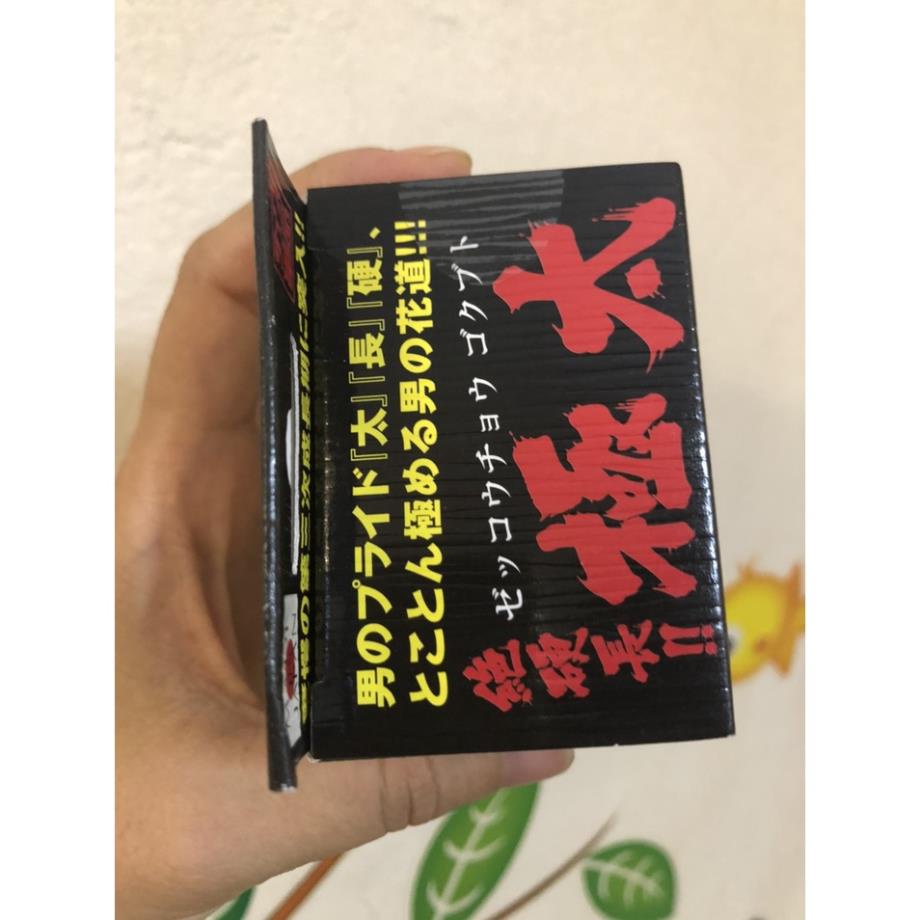 男のプライド『太』『長』『硬』、
とことん極める男の花道!!!
ゼッコウチョウ ゴクブト
絶硬長!! 極太